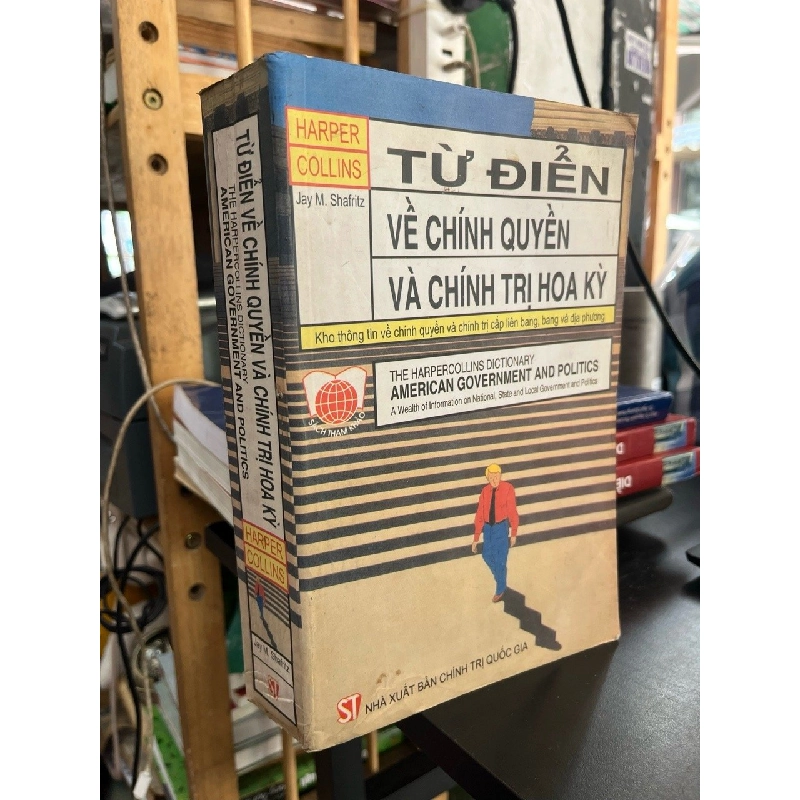 HARPER
COLLINS
Jay M. Shafritz
TỪ ĐIỂN
VỀ CHÍNH QUYỀN
VÀ CHÍNH TRỊ HOA KỲ
Kho thông tin về chính quyền và chính trị cấp liên bang, bang và địa phương
THE HARPERCOLLINS DICTIONARY
AMERICAN GOVERNMENT AND POLITICS
A Wealth of Information on National, State and Local Government and Politics
SÁCH THAM KHẢO
ST NHÀ XUẤT BẢN CHÍNH TRỊ QUỐC GIA
TỪ ĐIỂN VỀ CHÍNH QUYỀN VÀ CHÍNH TRỊ HOA KỲ
THE HARPERCOLLINS DICTIONARY
AMERICAN GOVERNMENT AND POLITICS
HARPER
COLLINS
Jay M. Shafritz
ST